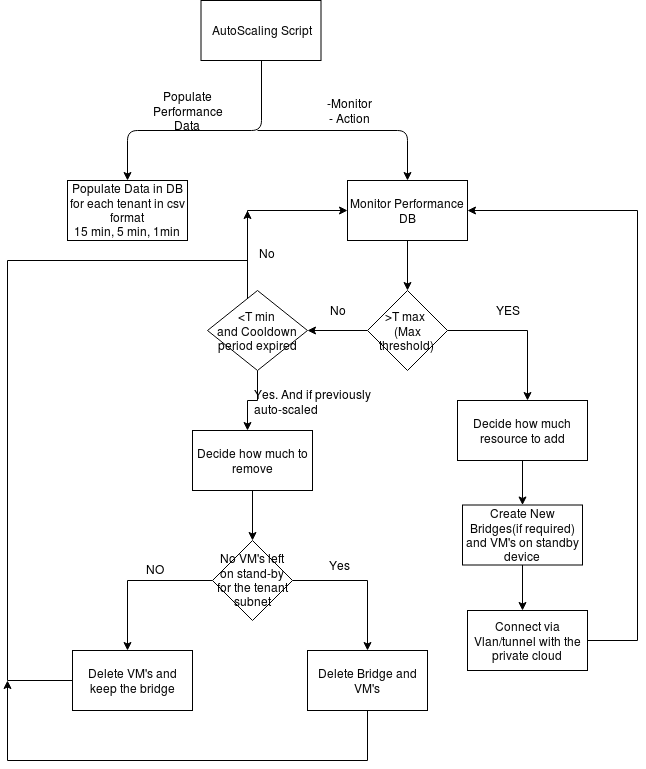 AutoScaling Script
Populate
Performance
Data
-Monitor
- Action
Populate Data in DB
for each tenant in csv
format
15 min, 5 min, 1min
Monitor Performance
DB
No
<T min
and Cooldown
period expired
No
>T max
(Max
threshold)
YES
Yes. And if previously
auto-scaled
Decide how much
resource to add
Decide how much to
remove
Create New
Bridges(if required)
and VM's on standby
device
No VM's left
on stand-by
for the tenant
subnet
NO
Yes
Connect via
Vlan/tunnel with the
private cloud
Delete VM's and
keep the bridge
Delete Bridge and
VM's